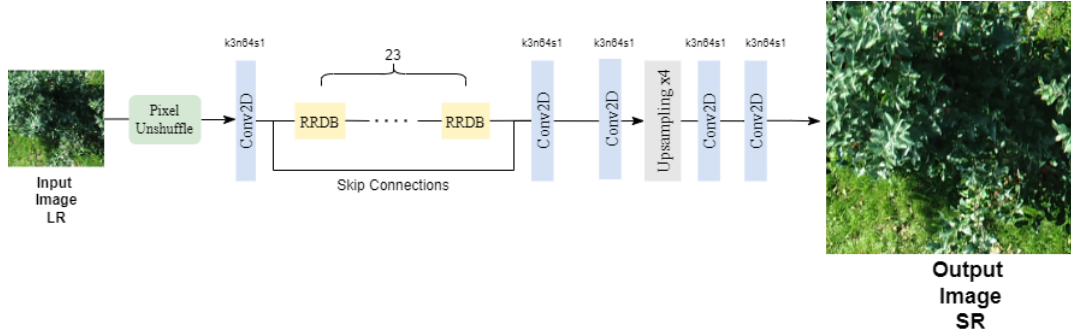 k3n64s1
k3n64s1
k3n64s1
k3n64s1
k3n64s1
23
Pixel
Unshuffle
Conv2D
RRDB
RRDB
Conv2D
Conv2D
Upsampling x4
Conv2D
Conv2D
Skip Connections
Input
Image
LR
Output
Image
SR